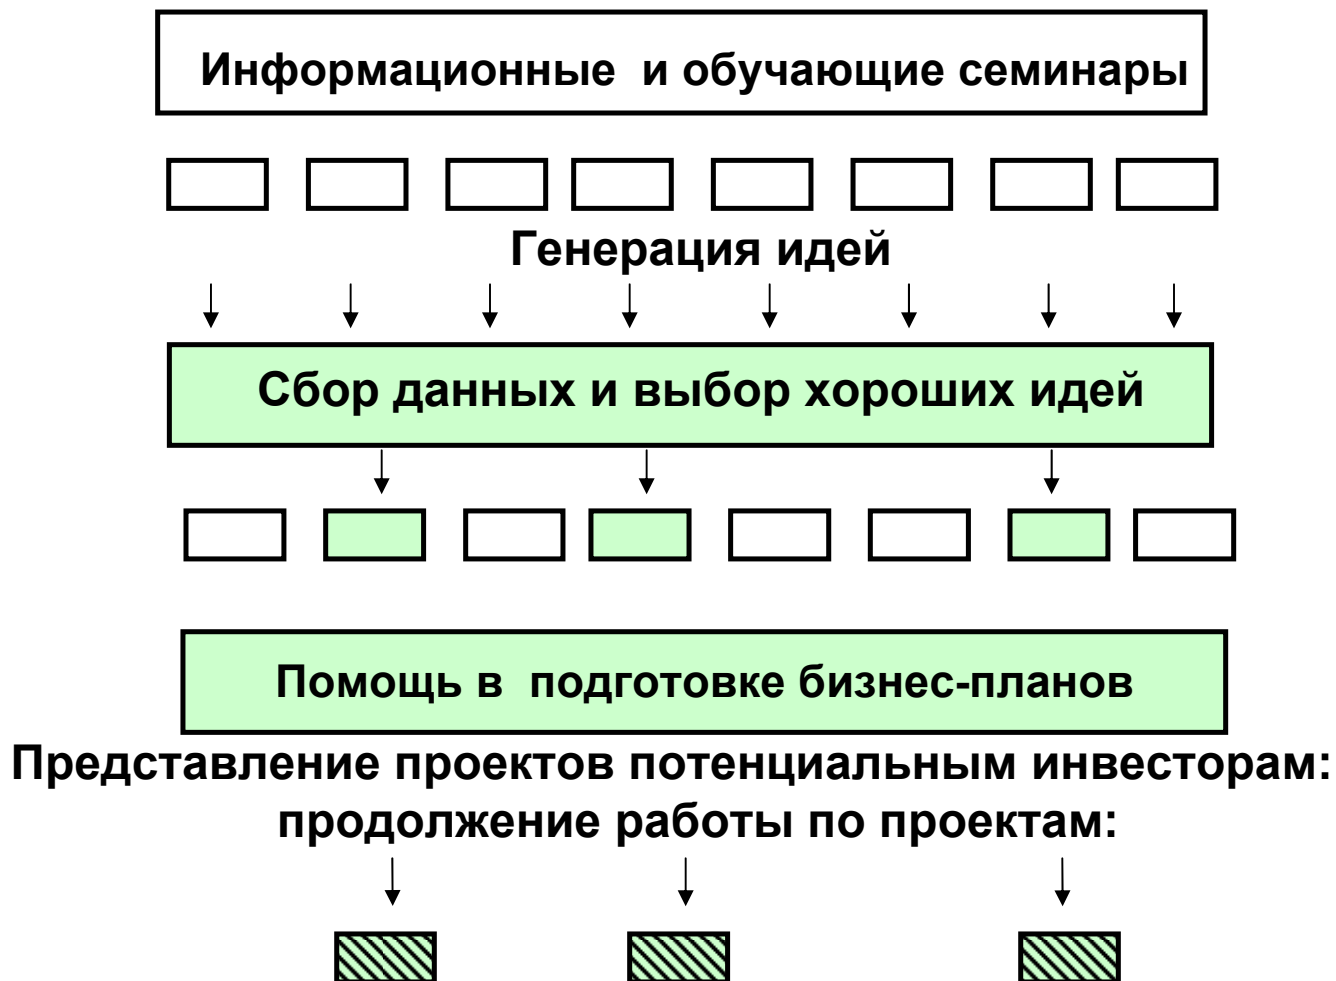 Информационные и обучающие семинары
Генерация идей
Сбор данных и выбор хороших идей
Помощь в подготовке бизнес-планов
Представление проектов потенциальным инвесторам:
продолжение работы по проектам: